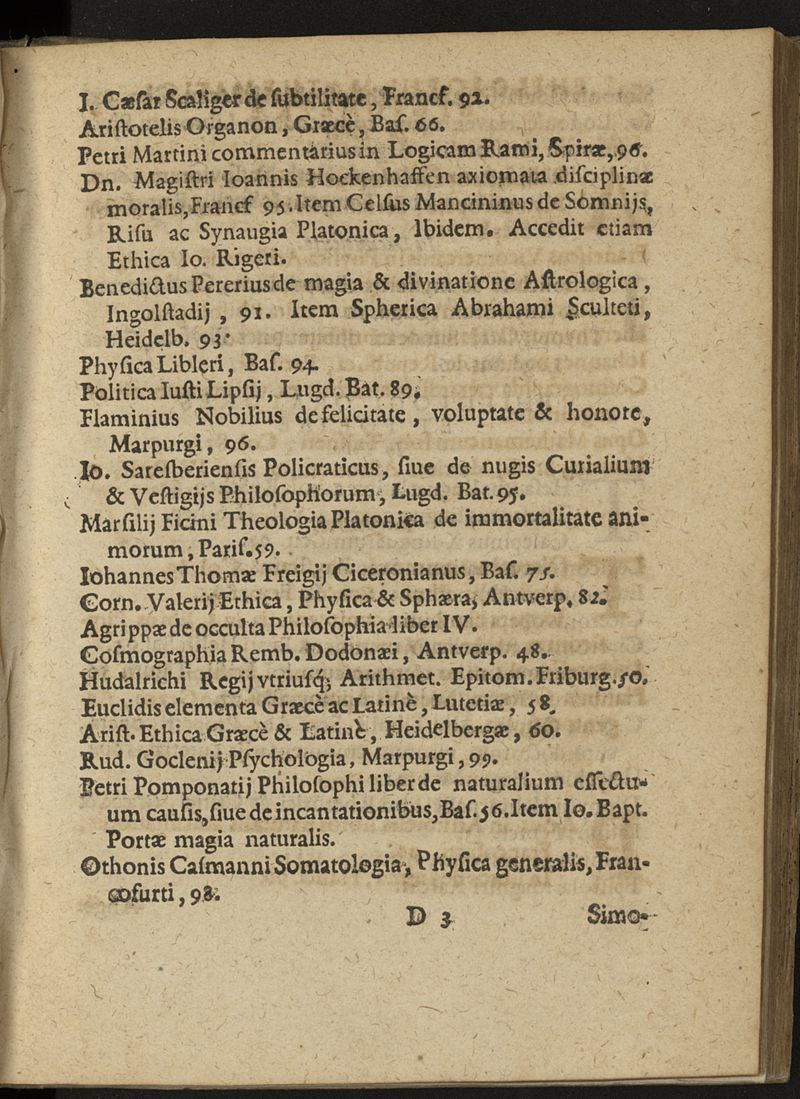 I. Cæſar Scaliger de ſubtilitate, Francf. 92.
Ariſtotelis Organon, Græcè, Baſ. 66.
Petri Martini commentarius in Logicam Rami, Spiræ, 96.
Dn. Magiſtri Ioannis Hockenhaffen axiomata diſciplinæ
moralis, Francf 95. Item Celſus Mancininus de Somnijs,
Riſu ac Synaugia Platonica, Ibidem. Accedit etiam
Ethica Io. Rigeri.
Benedictus Pererius de magia & divinatione Aſtrologica,
Ingolſtadij, 91. Item Spherica Abrahami Sculteti,
Heidelb. 93.
Phyſica Libleri, Baſ. 94.
Politica Iuſti Lipſij, Lugd. Bat. 89.
Flaminius Nobilius de felicitate, voluptate & honore,
Marpurgi, 96.
Io. Saresberienſis Policraticus, ſiue de nugis Curialium
& Veſtigijs Philoſophorum, Lugd. Bat. 95.
Marſilij Ficini Theologia Platonica de immortalitate ani-
morum, Pariſ. 59.
Iohannes Thomæ Freigij Ciceronianus, Baſ. 75.
Corn. Valerij Ethica, Phyſica & Sphæra, Antverp. 82.
Agrippæ de occulta Philoſophia liber IV.
Coſmographia Remb. Dodonæi, Antverp. 48.
Hudalrichi Regij vtriuſq; Arithmet. Epitom. Friburg. 50.
Euclidis elementa Græcè ac Latinè, Lutetiæ, 58.
Ariſt. Ethica Græcè & Latinè, Heidelbergæ, 60.
Rud. Goclenij Pſychologia, Marpurgi, 99.
Petri Pomponatij Philoſophi liber de naturalium effectu-
um cauſis, ſiue de incantationibus, Baſ. 56. Item Io. Bapt.
Portæ magia naturalis.
Othonis Caſmanni Somatologia, Phyſica generalis, Fran-
cofurti, 98.
D 3 Simo-